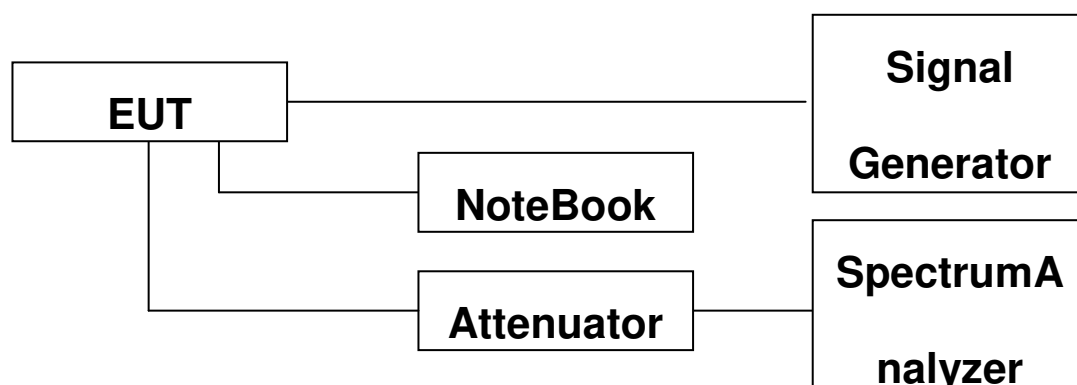 EUT
Signal
Generator
NoteBook
Attenuator
SpectrumA
nalyzer